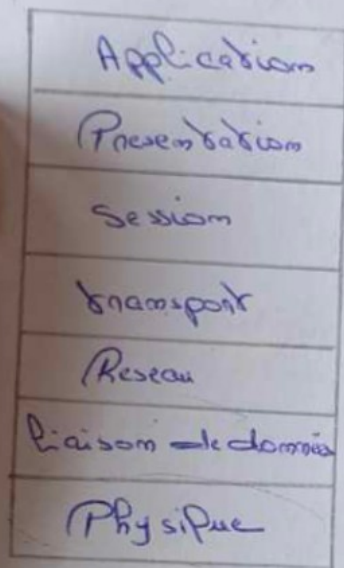 Application
Presentation
Session
transport
Reseau
liaison de données
Physique